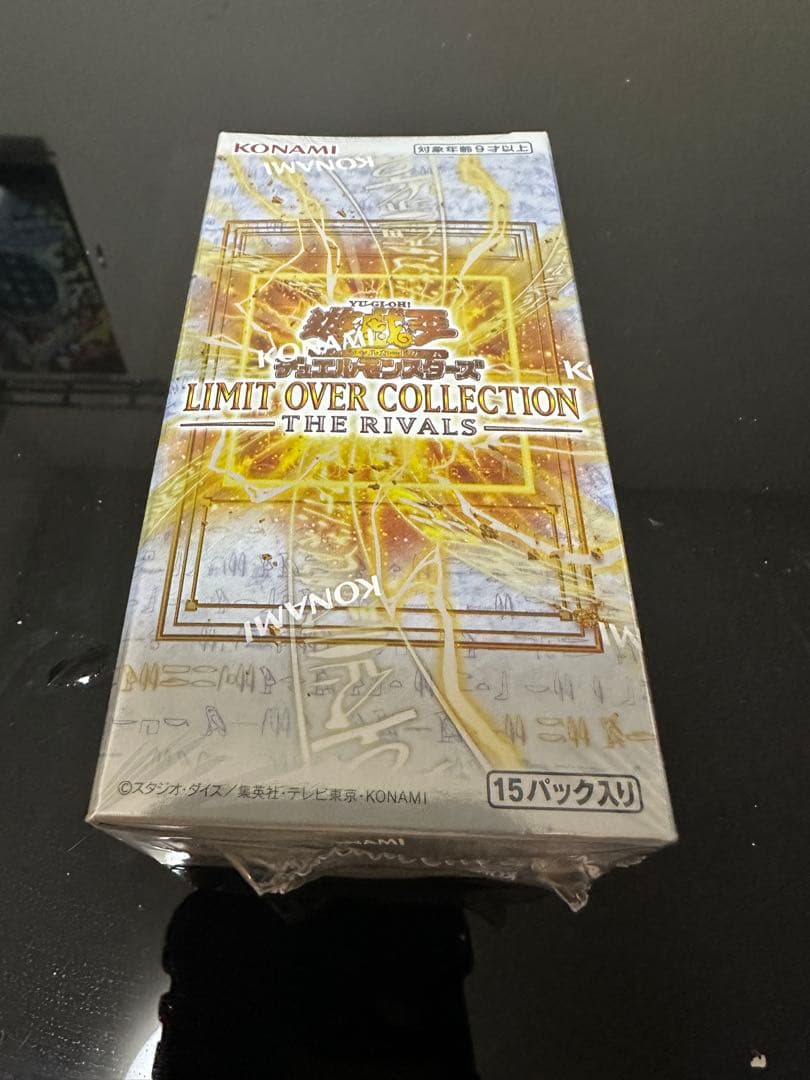 KONAMI
対象年齢9才以上
KONAMI
YU-GI-OH!
遊戯王
KONAMI
デュエルモンスターズ
LIMIT OVER COLLECTION
THE RIVALS
KONAMI
©スタジオ・ダイス/集英社・テレビ東京・KONAMI
15パック入り